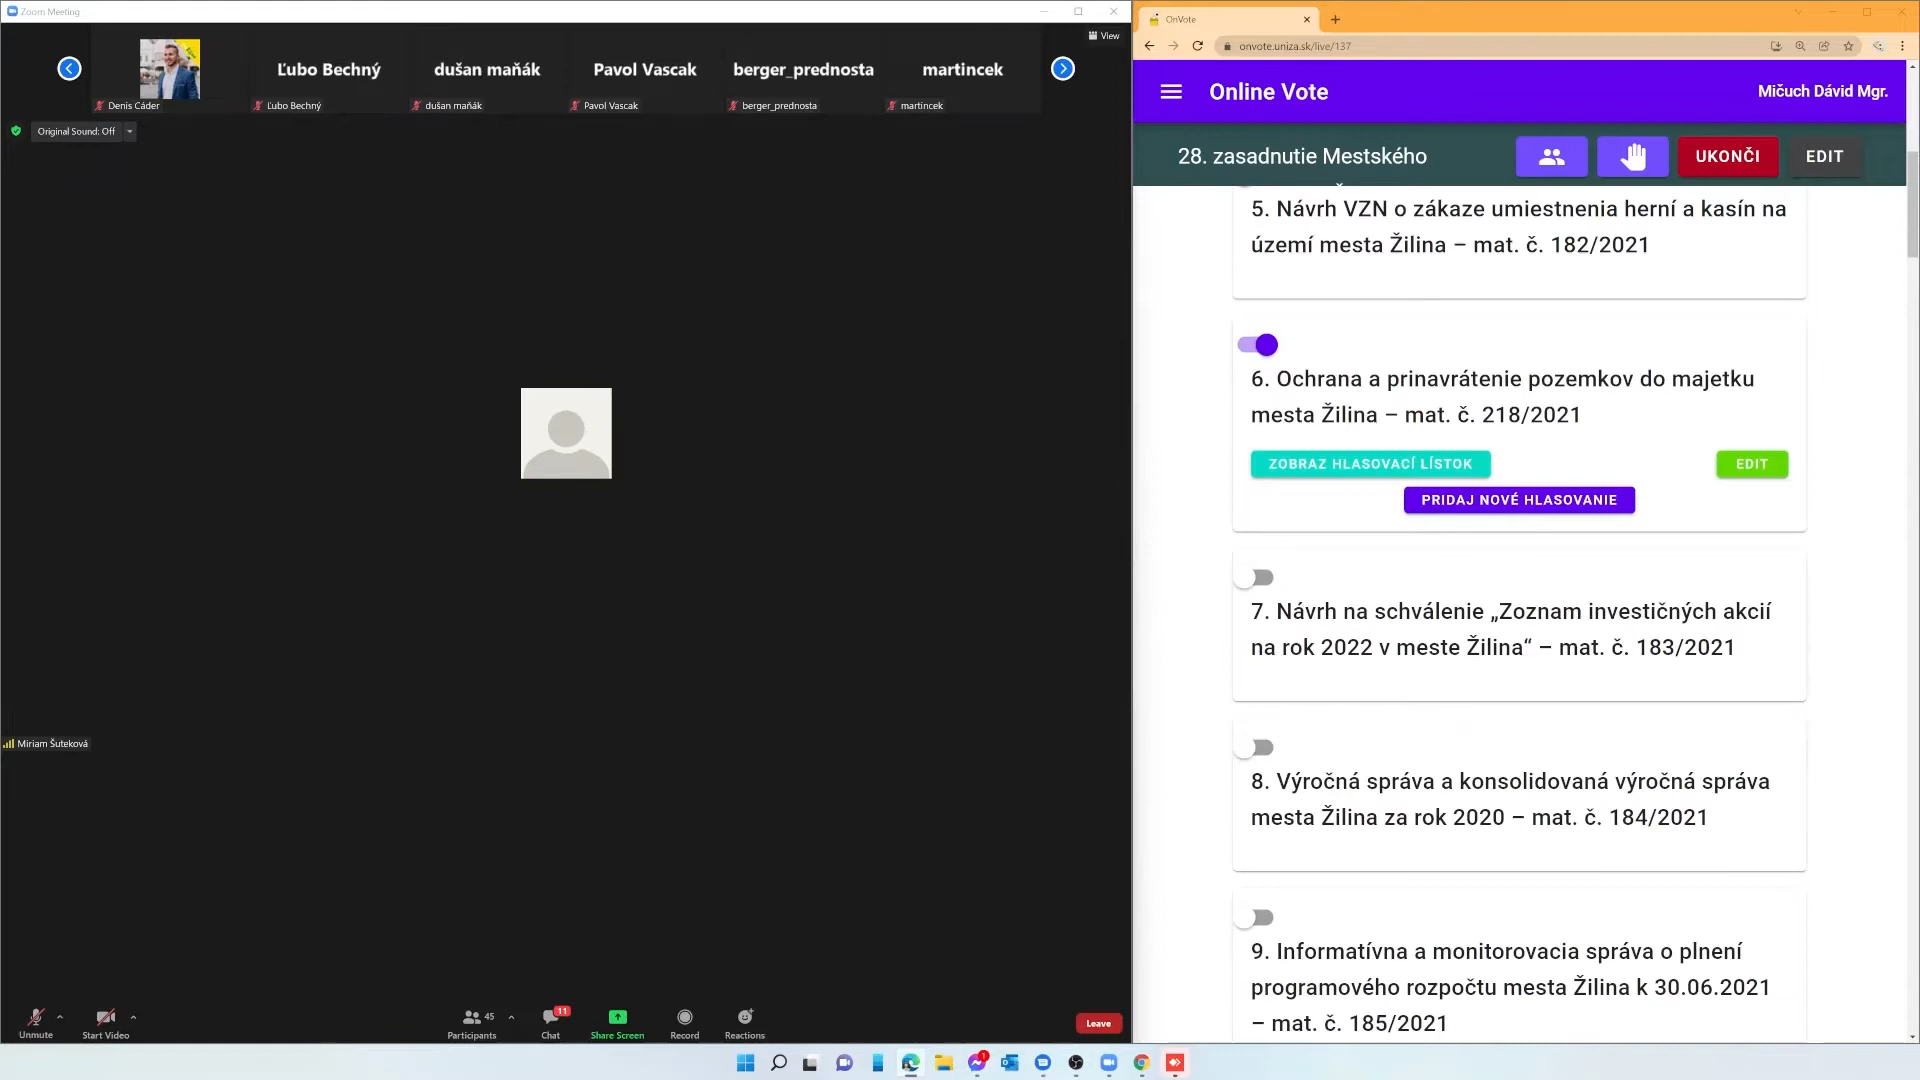 Zoom Meeting
View
Ľubo Bechný
dušan maňák
Pavol Vascak
berger_prednosta
martincek
Denis Cáder
Ľubo Bechný
dušan maňák
Pavol Vascak
berger_prednosta
martincek
Original Sound: Off
Miriam Šuteková
Unmute
Start Video
45
Participants
11
Chat
Share Screen
Record
Reactions
Leave
OnVote
onvote.uniza.sk/live/137
Online Vote
Mičuch Dávid Mgr.
28. zasadnutie Mestského
UKONČI
EDIT
5. Návrh VZN o zákaze umiestnenia herní a kasín na
území mesta Žilina – mat. č. 182/2021
6. Ochrana a prinavrátenie pozemkov do majetku
mesta Žilina – mat. č. 218/2021
ZOBRAZ HLASOVACÍ LÍSTOK
EDIT
PRIDAJ NOVÉ HLASOVANIE
7. Návrh na schválenie „Zoznam investičných akcií
na rok 2022 v meste Žilina“ – mat. č. 183/2021
8. Výročná správa a konsolidovaná výročná správa
mesta Žilina za rok 2020 – mat. č. 184/2021
9. Informatívna a monitorovacia správa o plnení
programového rozpočtu mesta Žilina k 30.06.2021
– mat. č. 185/2021
1